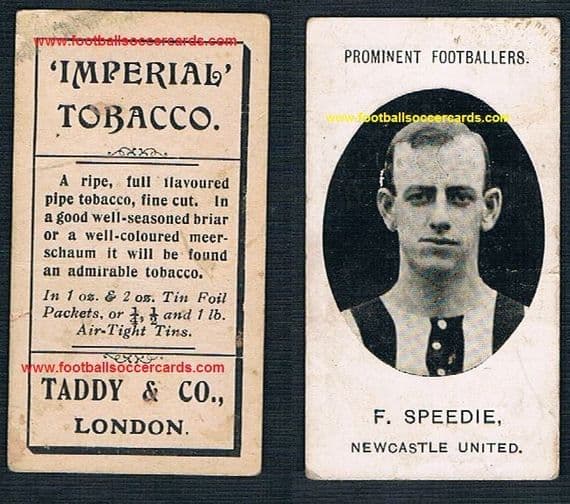 www.footballsoccercards.com
'IMPERIAL'
TOBACCO.
A ripe, full flavoured
pipe tobacco, fine cut. In
a good well-seasoned briar
or a well-coloured meer-
schaum it will be found
an admirable tobacco.
In 1 oz. & 2 oz. Tin Foil
Packets, or ¼, ½ and 1 lb.
Air-Tight Tins.
www.footballsoccercards.com
TADDY & CO.,
LONDON.
PROMINENT FOOTBALLERS.
www.footballsoccercards.com
F. SPEEDIE,
NEWCASTLE UNITED.